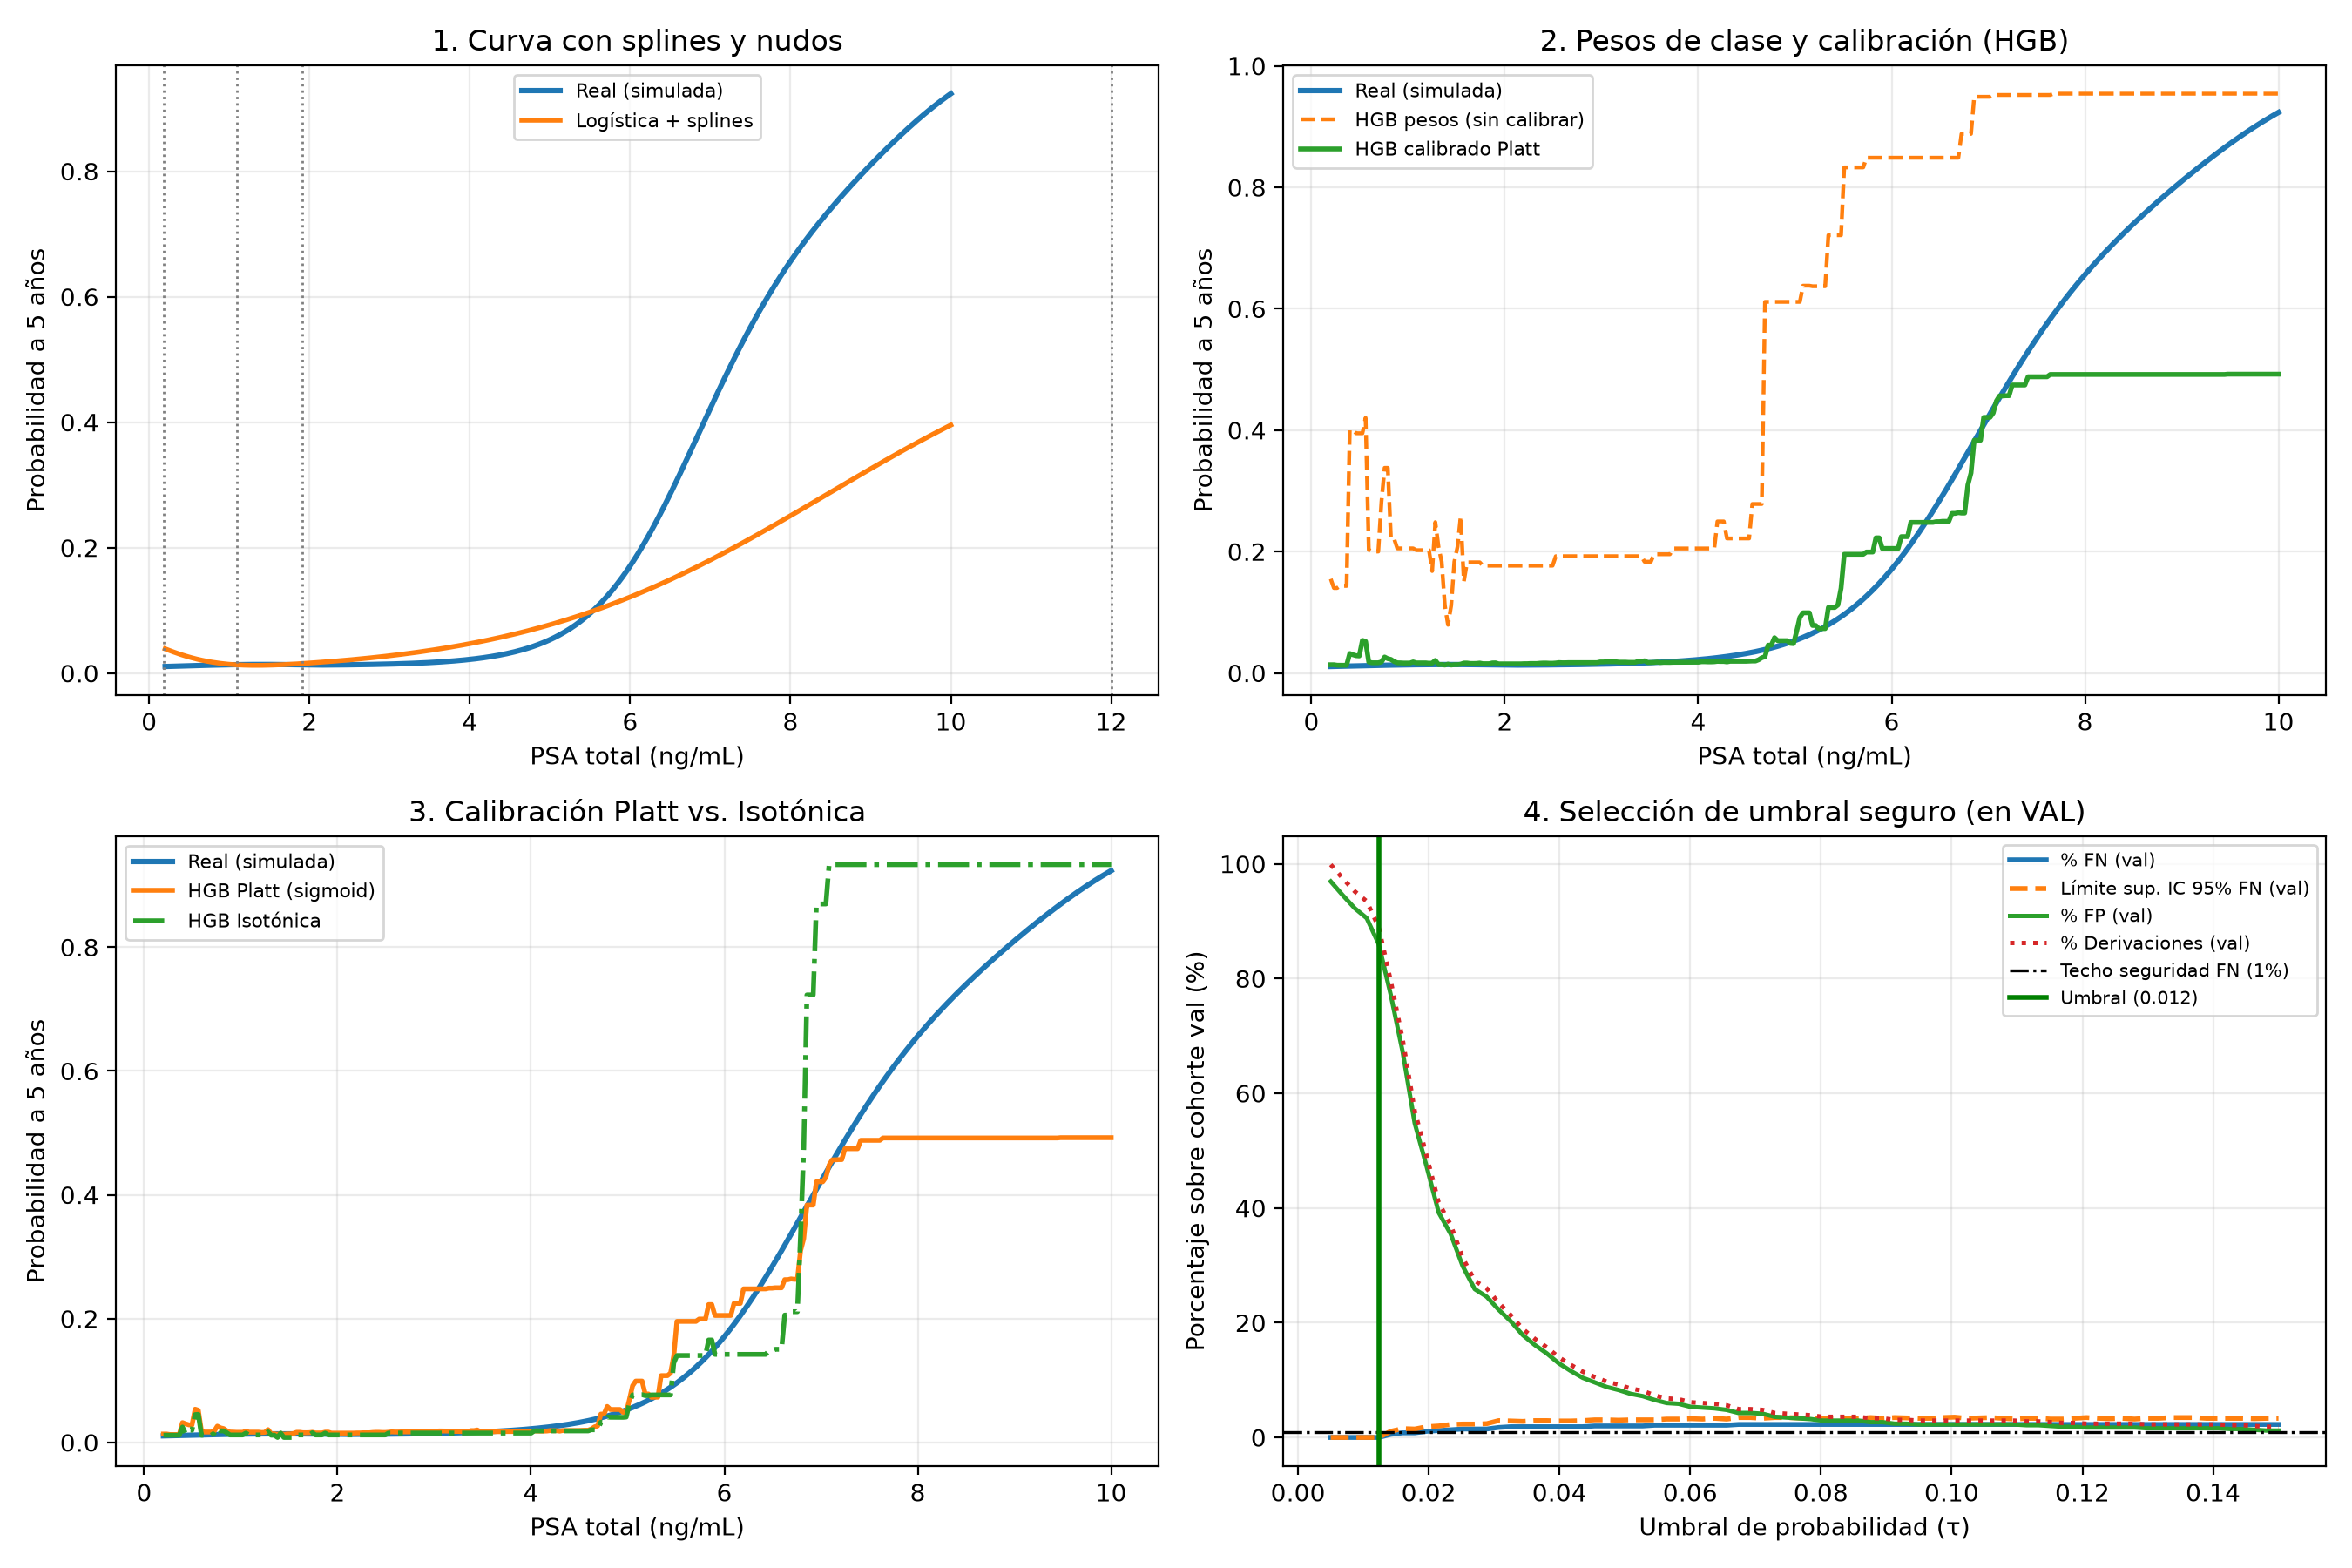 1. Curva con splines y nudos
Real (simulada)
Logística + splines
Probabilidad a 5 años
0.8
0.6
0.4
0.2
0.0
0 2 4 6 8 10 12
PSA total (ng/mL)
2. Pesos de clase y calibración (HGB)
Real (simulada)
HGB pesos (sin calibrar)
HGB calibrado Platt
Probabilidad a 5 años
1.0
0.8
0.6
0.4
0.2
0.0
0 2 4 6 8 10
PSA total (ng/mL)
3. Calibración Platt vs. Isotónica
Real (simulada)
HGB Platt (sigmoid)
HGB Isotónica
Probabilidad a 5 años
0.8
0.6
0.4
0.2
0.0
0 2 4 6 8 10
PSA total (ng/mL)
4. Selección de umbral seguro (en VAL)
% FN (val)
Límite sup. IC 95% FN (val)
% FP (val)
% Derivaciones (val)
Techo seguridad FN (1%)
Umbral (0.012)
Porcentaje sobre cohorte val (%)
100
80
60
40
20
0
0.00 0.02 0.04 0.06 0.08 0.10 0.12 0.14
Umbral de probabilidad (τ)